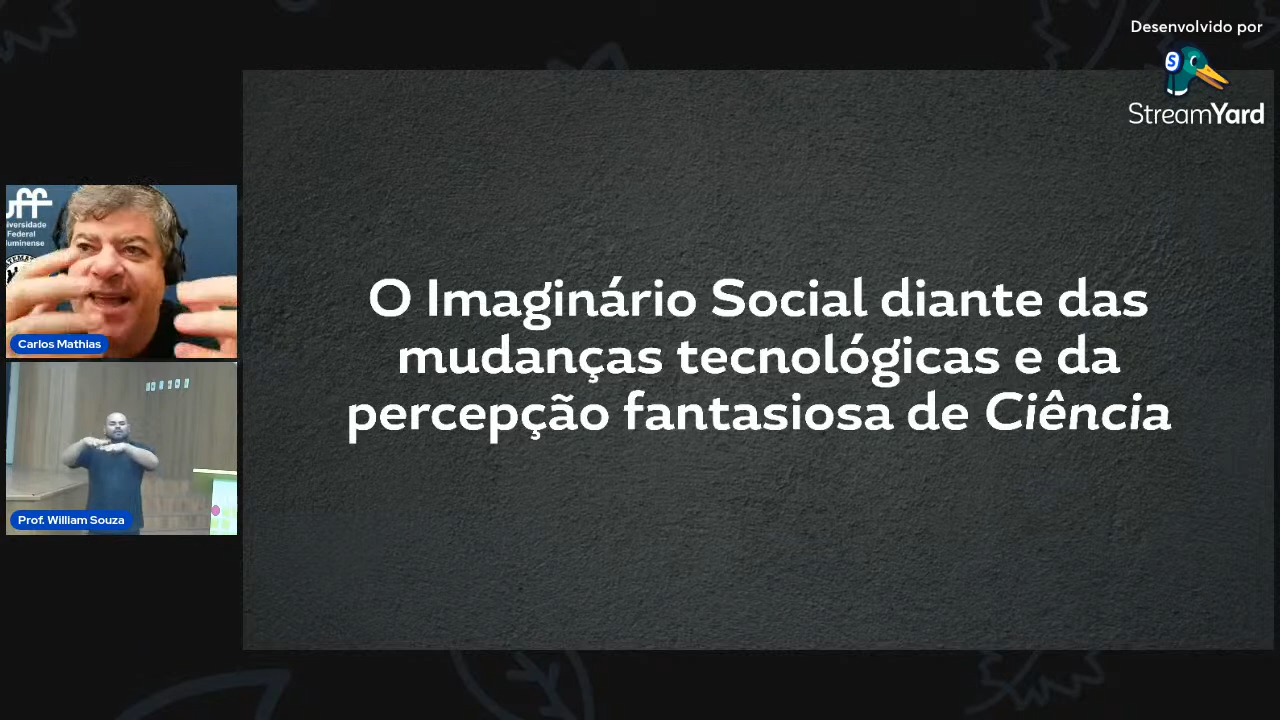 Desenvolvido por
StreamYard
uff
Universidade
Federal
Fluminense
Carlos Mathias
Prof. William Souza
O Imaginário Social diante das
mudanças tecnológicas e da
percepção fantasiosa de Ciência